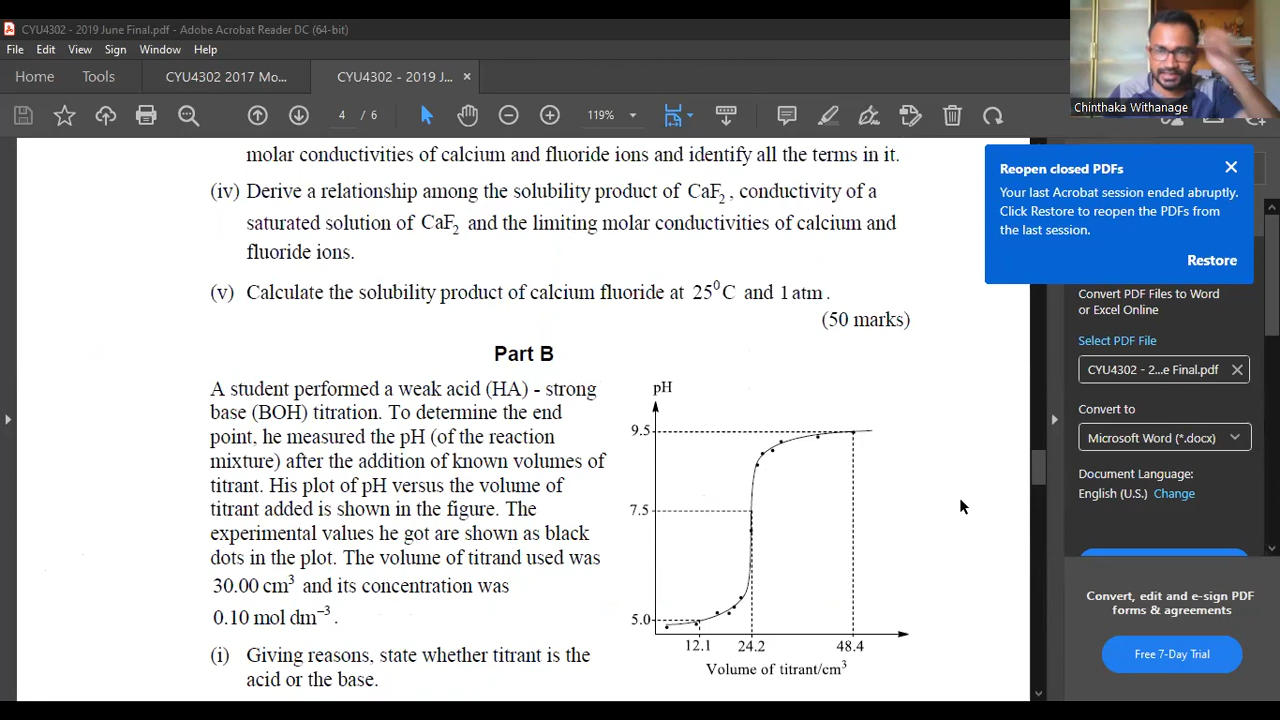 CYU4302 - 2019 June Final.pdf - Adobe Acrobat Reader DC (64-bit)
File Edit View Sign Window Help
Home Tools CYU4302 2017 Mo... CYU4302 - 2019 J... ×
4 / 6 119%
Chinthaka Withanage
molar conductivities of calcium and fluoride ions and identify all the terms in it.
(iv) Derive a relationship among the solubility product of CaF₂, conductivity of a
saturated solution of CaF₂ and the limiting molar conductivities of calcium and
fluoride ions.
(v) Calculate the solubility product of calcium fluoride at 25⁰C and 1 atm.
(50 marks)
Part B
A student performed a weak acid (HA) - strong
base (BOH) titration. To determine the end
point, he measured the pH (of the reaction
mixture) after the addition of known volumes of
titrant. His plot of pH versus the volume of
titrant added is shown in the figure. The
experimental values he got are shown as black
dots in the plot. The volume of titrand used was
30.00 cm³ and its concentration was
0.10 mol dm⁻³.
(i) Giving reasons, state whether titrant is the
acid or the base.
pH
9.5
7.5
5.0
12.1 24.2 48.4
Volume of titrant/cm³
Reopen closed PDFs
Your last Acrobat session ended abruptly.
Click Restore to reopen the PDFs from
the last session.
Restore
Convert PDF Files to Word
or Excel Online
Select PDF File
CYU4302 - 2...e Final.pdf
Convert to
Microsoft Word (*.docx)
Document Language:
English (U.S.) Change
Convert, edit and e-sign PDF
forms & agreements
Free 7-Day Trial